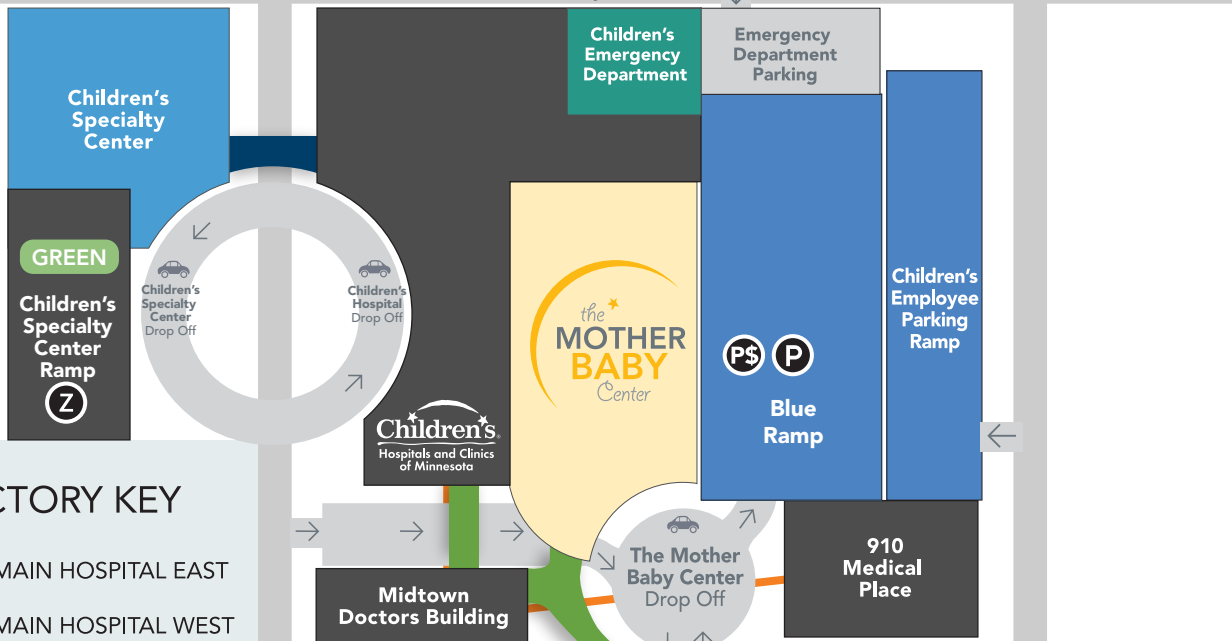 Children's
Emergency
Department
Emergency
Department
Parking
Children's
Specialty
Center
GREEN
Children's
Specialty
Center
Ramp
Z
Children's
Specialty
Center
Drop Off
Children's
Hospital
Drop Off
the
MOTHER
BABY
Center
Children's
Employee
Parking
Ramp
P$ P
Blue
Ramp
Children's®
Hospitals and Clinics
of Minnesota
CTORY KEY
MAIN HOSPITAL EAST
MAIN HOSPITAL WEST
The Mother
Baby Center
Drop Off
910
Medical
Place
Midtown
Doctors Building